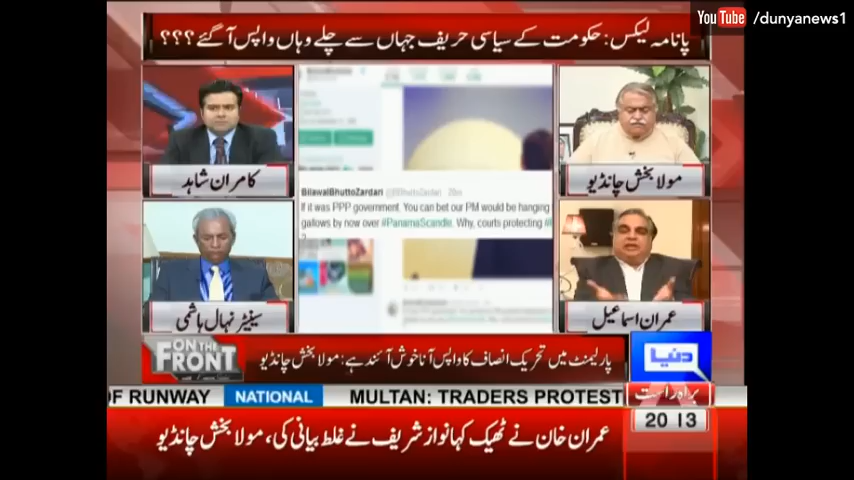 YouTube /dunyanews1
پانامہ لیکس: حکومت کے سیاسی حریف جہاں سے چلے وہاں واپس آ گئے ؟؟؟
کامران شاہد
مولا بخش چانڈیو
BilawalBhuttoZardari @BBhuttoZardari
If it was PPP government. You can bet our PM would be hanging
gallows by now over #PanamaScandle. Why, courts protecting
سینیٹر نہال ہاشمی
عمران اسماعیل
ON THE
FRONT
پارلیمنٹ میں تحریک انصاف کا واپس آنا خوش آئند ہے: مولا بخش چانڈیو
دنیا
OF RUNWAY NATIONAL MULTAN: TRADERS PROTEST
براہ راست
20 13
عمران خان نے ٹھیک کہا نواز شریف نے غلط بیانی کی، مولا بخش چانڈیو